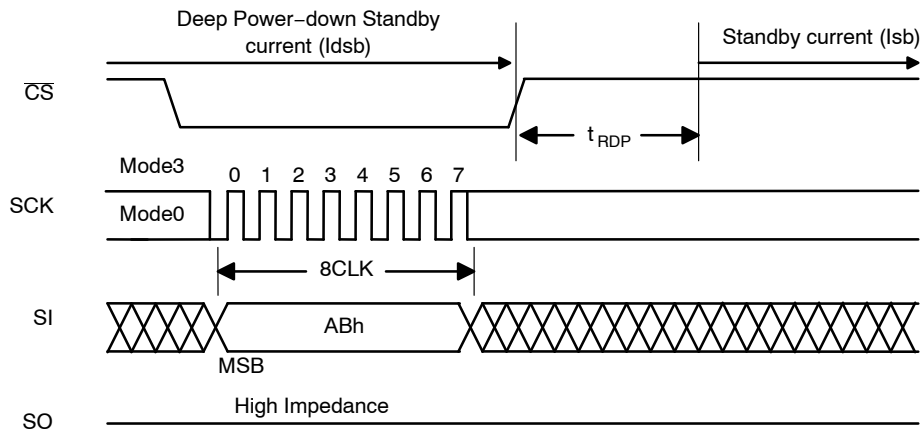 Deep Power−down Standby
current (Idsb)
Standby current (Isb)
CS
t RDP
Mode3
0 1 2 3 4 5 6 7
SCK
Mode0
8CLK
SI
ABh
MSB
High Impedance
SO